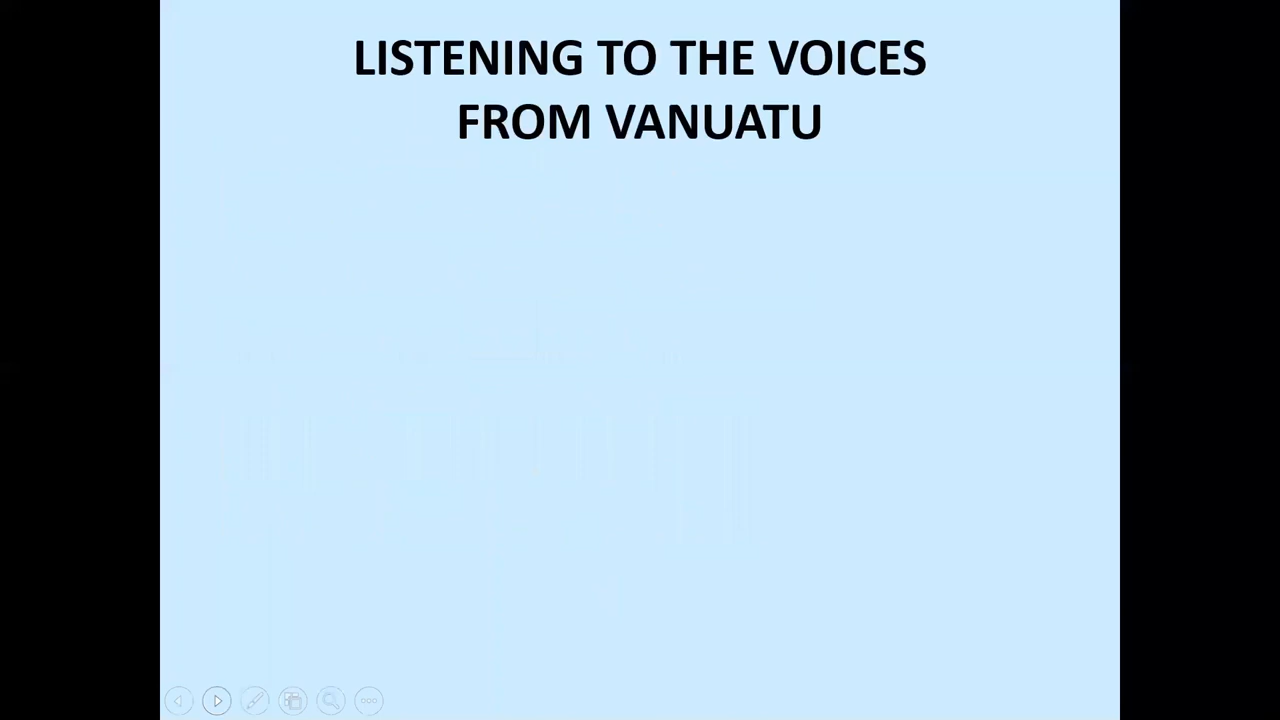 LISTENING TO THE VOICES
FROM VANUATU